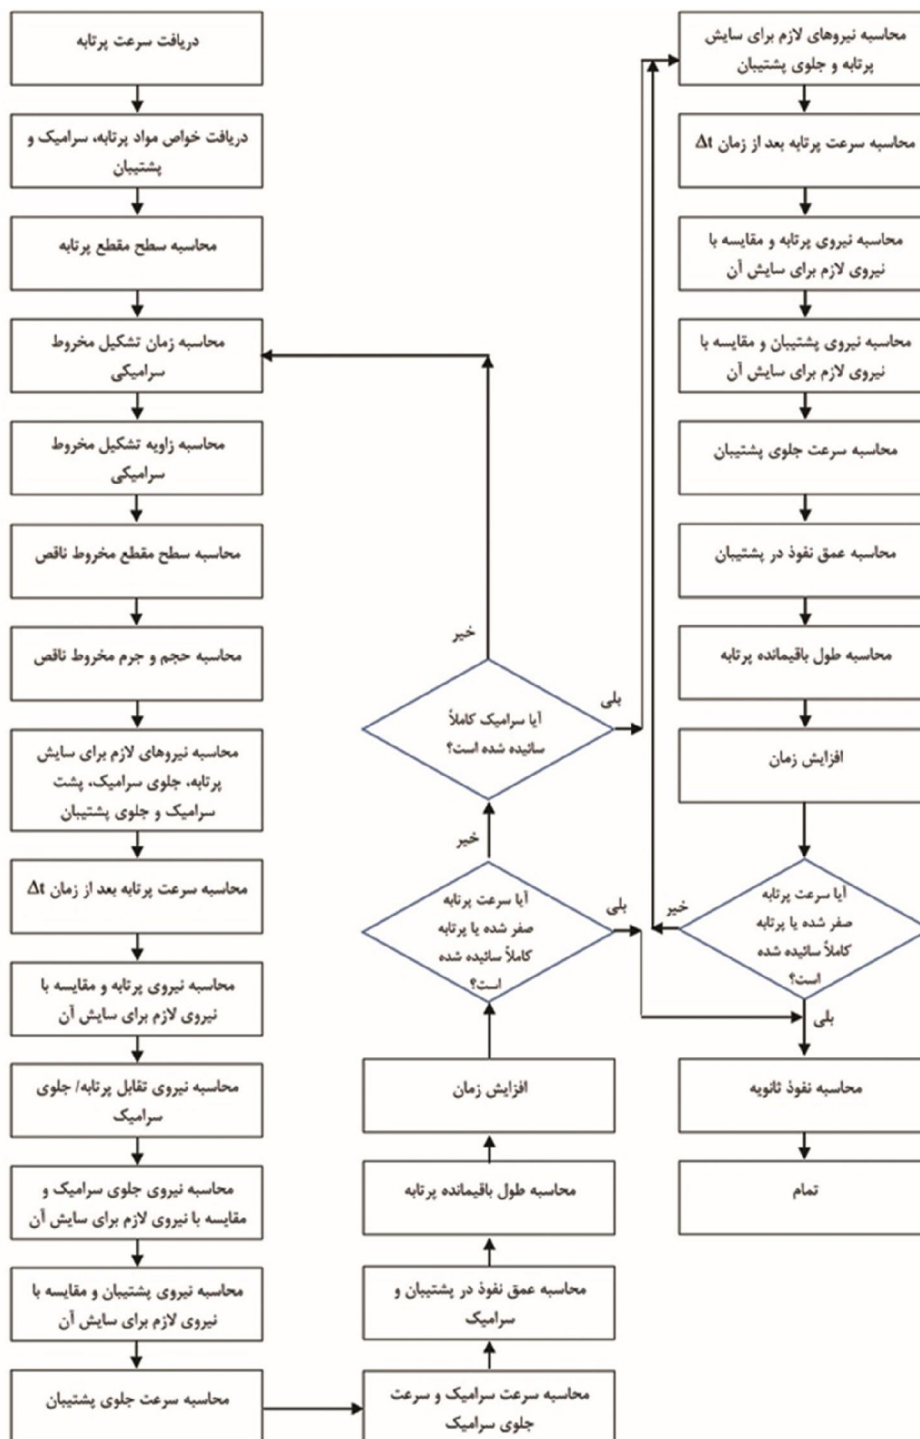 دریافت سرعت پرتابه
دریافت خواص مواد پرتابه، سرامیک و
پشتیبان
محاسبه سطح مقطع پرتابه
محاسبه زمان تشکیل مخروط
سرامیکی
محاسبه زاویه تشکیل مخروط
سرامیکی
محاسبه سطح مقطع مخروط ناقص
محاسبه حجم و جرم مخروط ناقص
محاسبه نیروهای لازم برای سایش
پرتابه، جلوی سرامیک، پشت
سرامیک و جلوی پشتیبان
محاسبه سرعت پرتابه بعد از زمان Δt
محاسبه نیروی پرتابه و مقایسه با
نیروی لازم برای سایش آن
محاسبه نیروی تقابل پرتابه/ جلوی
سرامیک
محاسبه نیروی جلوی سرامیک و
مقایسه با نیروی لازم برای سایش آن
محاسبه نیروی پشتیبان و مقایسه با
نیروی لازم برای سایش آن
محاسبه سرعت جلوی پشتیبان
محاسبه سرعت سرامیک و سرعت
جلوی سرامیک
محاسبه عمق نفوذ در پشتیبان و
سرامیک
محاسبه طول باقیمانده پرتابه
افزایش زمان
آیا سرعت پرتابه
صفر شده یا پرتابه
کاملاً سائیده شده
است؟
بلی
خیر
آیا سرامیک کاملاً
سائیده شده است؟
بلی
خیر
محاسبه نیروهای لازم برای سایش
پرتابه و جلوی پشتیبان
محاسبه سرعت پرتابه بعد از زمان Δt
محاسبه نیروی پرتابه و مقایسه با
نیروی لازم برای سایش آن
محاسبه نیروی پشتیبان و مقایسه با
نیروی لازم برای سایش آن
محاسبه سرعت جلوی پشتیبان
محاسبه عمق نفوذ در پشتیبان
محاسبه طول باقیمانده پرتابه
افزایش زمان
آیا سرعت پرتابه
صفر شده یا پرتابه
کاملاً سائیده شده
است؟
خیر
بلی
محاسبه نفوذ ثانویه
تمام